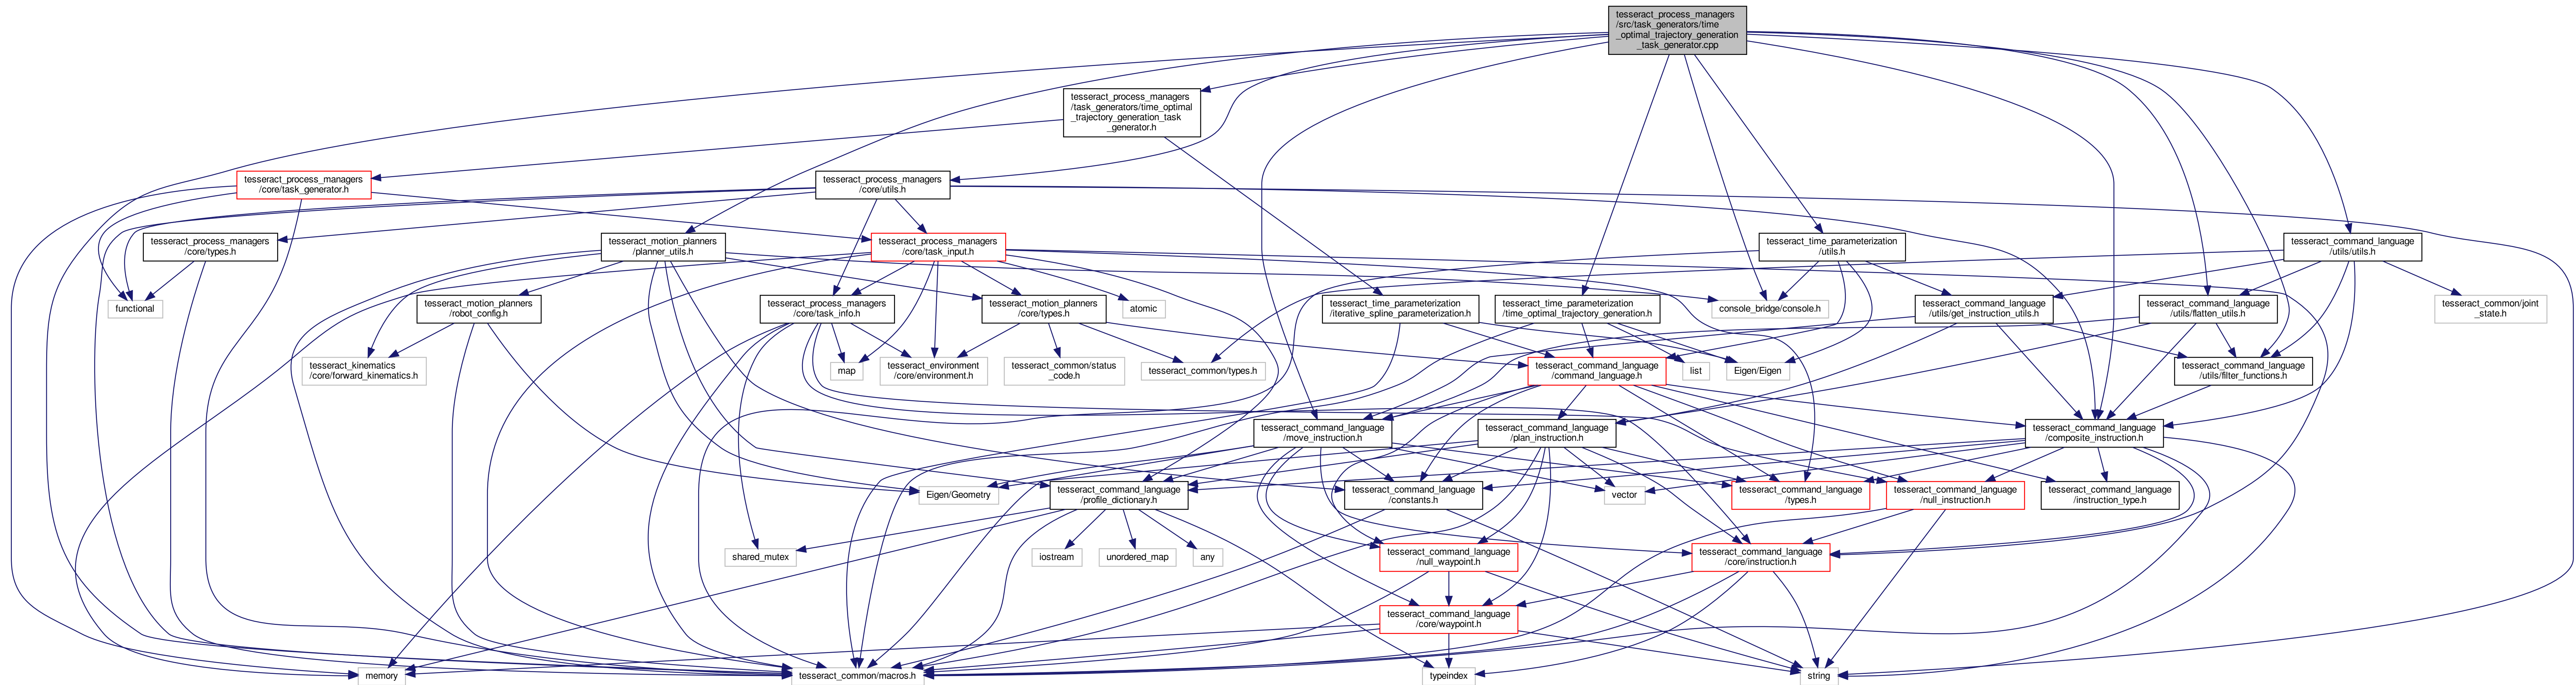 tesseract_process_managers
/src/task_generators/time
_optimal_trajectory_generation
_task_generator.cpp
tesseract_process_managers
/task_generators/time_optimal
_trajectory_generation_task
_generator.h
tesseract_process_managers
/core/task_generator.h
tesseract_process_managers
/core/utils.h
tesseract_process_managers
/core/types.h
tesseract_motion_planners
/planner_utils.h
tesseract_process_managers
/core/task_input.h
tesseract_time_parameterization
/utils.h
tesseract_command_language
/utils/utils.h
functional
tesseract_motion_planners
/robot_config.h
tesseract_process_managers
/core/task_info.h
tesseract_motion_planners
/core/types.h
atomic
tesseract_time_parameterization
/iterative_spline_parameterization.h
tesseract_time_parameterization
/time_optimal_trajectory_generation.h
console_bridge/console.h
tesseract_command_language
/utils/get_instruction_utils.h
tesseract_command_language
/utils/flatten_utils.h
tesseract_common/joint
_state.h
tesseract_kinematics
/core/forward_kinematics.h
map
tesseract_environment
/core/environment.h
tesseract_common/status
_code.h
tesseract_common/types.h
tesseract_command_language
/command_language.h
list
Eigen/Eigen
tesseract_command_language
/utils/filter_functions.h
tesseract_command_language
/move_instruction.h
tesseract_command_language
/plan_instruction.h
tesseract_command_language
/composite_instruction.h
Eigen/Geometry
tesseract_command_language
/profile_dictionary.h
tesseract_command_language
/constants.h
vector
tesseract_command_language
/types.h
tesseract_command_language
/null_instruction.h
tesseract_command_language
/instruction_type.h
shared_mutex
iostream
unordered_map
any
tesseract_command_language
/null_waypoint.h
tesseract_command_language
/core/instruction.h
tesseract_command_language
/core/waypoint.h
memory
tesseract_common/macros.h
typeindex
string